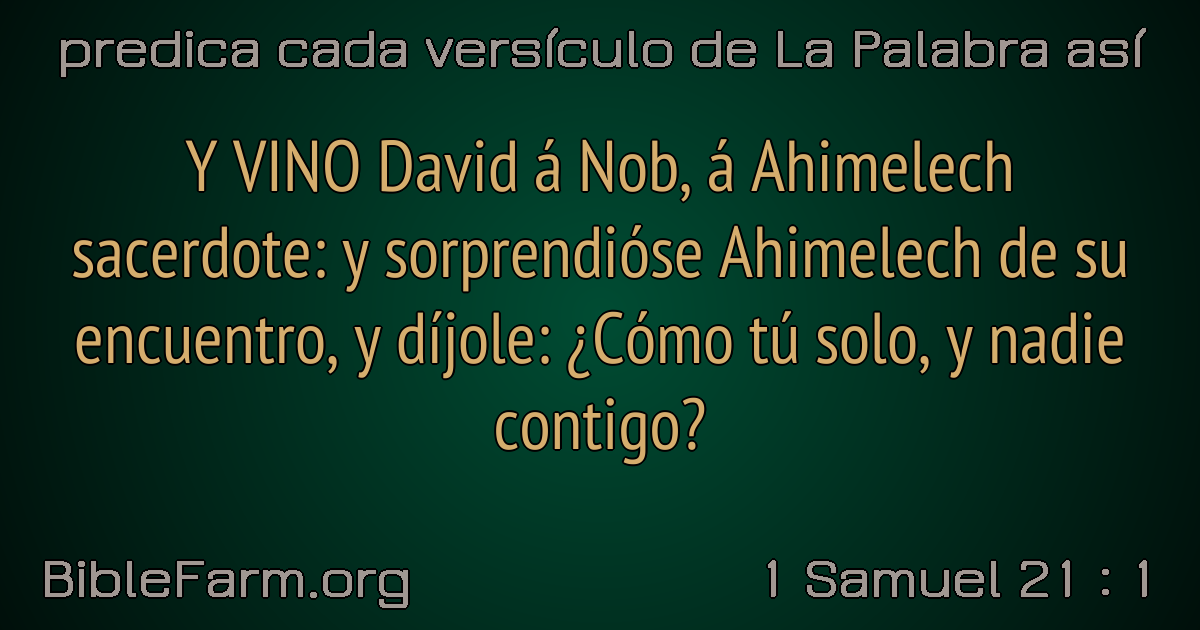 predica cada versículo de La Palabra así
Y VINO David á Nob, á Ahimelech
sacerdote: y sorprendióse Ahimelech de su
encuentro, y díjole: ¿Cómo tú solo, y nadie
contigo?
BibleFarm.org
1 Samuel 21 : 1